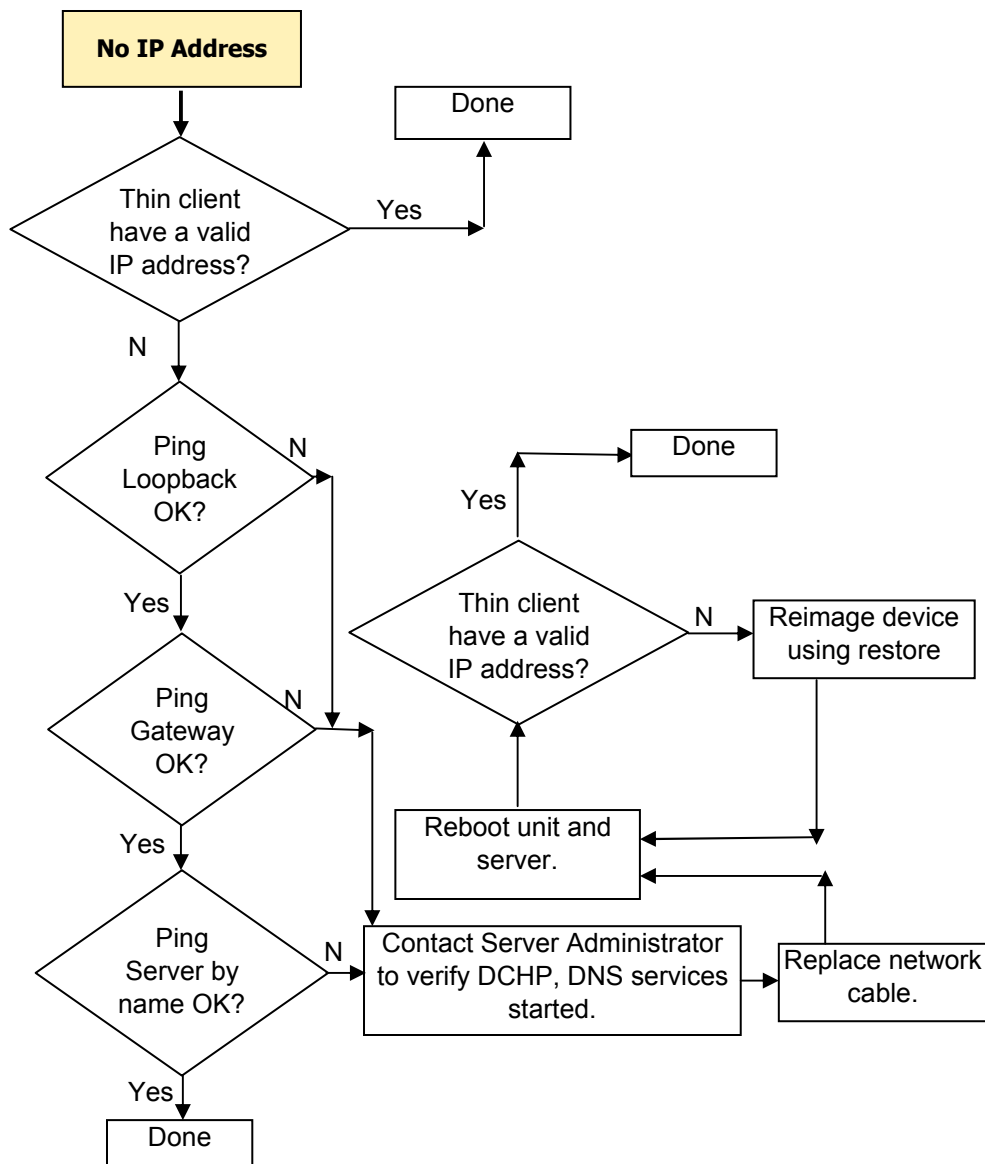 No IP Address
Done
Thin client
have a valid
IP address?
Yes
N
Ping
Loopback
OK?
N
Yes
Ping
Gateway
OK?
N
Yes
Ping
Server by
name OK?
N
Yes
Done
Contact Server Administrator
to verify DCHP, DNS services
started.
Replace network
cable.
Reboot unit and
server.
Thin client
have a valid
IP address?
Yes
Done
N
Reimage device
using restore